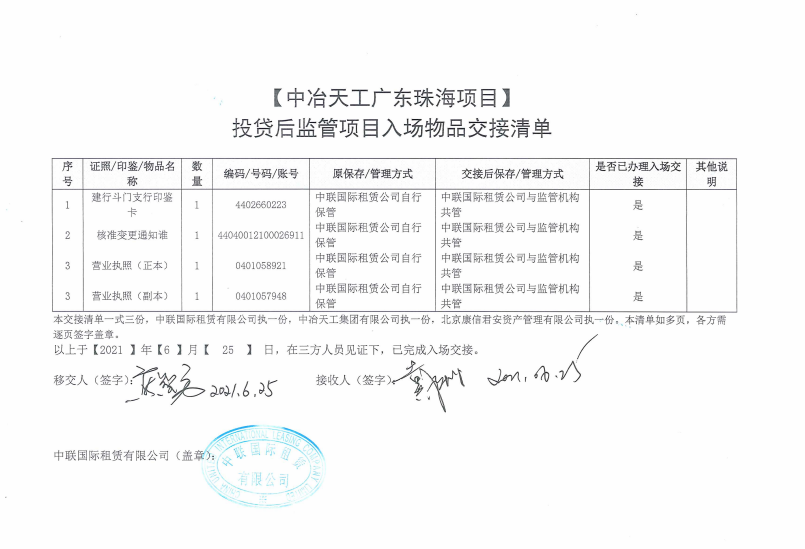 【中冶天工广东珠海项目】
投贷后监管项目入场物品交接清单
序号 证照/印鉴/物品名称 数量 编码/号码/账号 原保存/管理方式 交接后保存/管理方式 是否已办理入场交接 其他说明
1 建行斗门支行印鉴卡 1 4402660223 中联国际租赁公司自行保管 中联国际租赁公司与监管机构共管 是
2 核准变更通知谁 1 44040012100026911 中联国际租赁公司自行保管 中联国际租赁公司与监管机构共管 是
3 营业执照（正本） 1 0401058921 中联国际租赁公司自行保管 中联国际租赁公司与监管机构共管 是
3 营业执照（副本） 1 0401057948 中联国际租赁公司自行保管 中联国际租赁公司与监管机构共管 是
本交接清单一式三份，中联国际租赁有限公司执一份，中冶天工集团有限公司执一份，北京康信君安资产管理有限公司执一份。本清单如多页，各方需
逐页签字盖章。
以上于【2021 】年【6 】月【 25 】 日，在三方人员见证下，已完成入场交接。
移交人（签字）： 2021.6.25 接收人（签字）： 2021.06.25
中联国际租赁有限公司（盖章）：
INTERNATIONAL LEASING COMPANY
中联国际租赁
有限公司